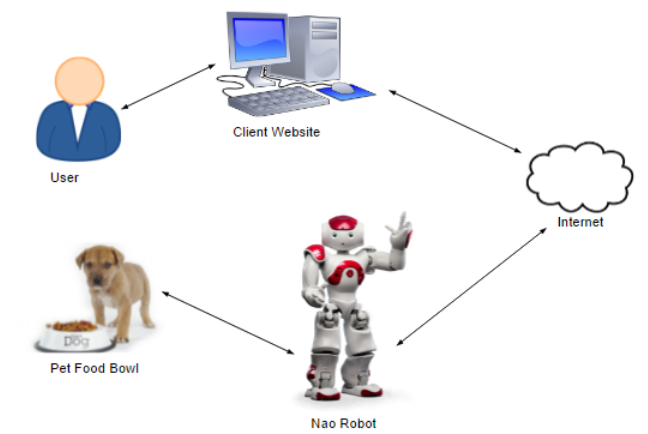 Client Website
User
Internet
Dog
Pet Food Bowl
Nao Robot